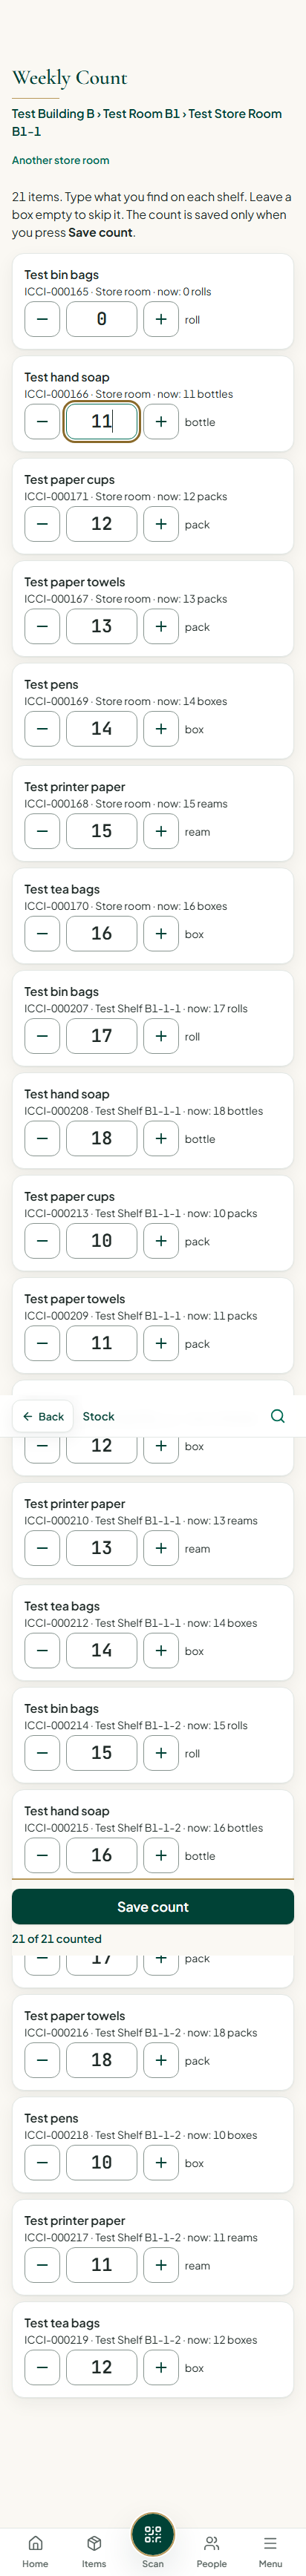 Weekly Count
Test Building B › Test Room B1 › Test Store Room
B1-1
Another store room
21 items. Type what you find on each shelf. Leave a
box empty to skip it. The count is saved only when
you press Save count.
Test bin bags
ICCI-000165 · Store room · now: 0 rolls
− 0 + roll
Test hand soap
ICCI-000166 · Store room · now: 11 bottles
− 11 + bottle
Test paper cups
ICCI-000171 · Store room · now: 12 packs
− 12 + pack
Test paper towels
ICCI-000167 · Store room · now: 13 packs
− 13 + pack
Test pens
ICCI-000169 · Store room · now: 14 boxes
− 14 + box
Test printer paper
ICCI-000168 · Store room · now: 15 reams
− 15 + ream
Test tea bags
ICCI-000170 · Store room · now: 16 boxes
− 16 + box
Test bin bags
ICCI-000207 · Test Shelf B1-1-1 · now: 17 rolls
− 17 + roll
Test hand soap
ICCI-000208 · Test Shelf B1-1-1 · now: 18 bottles
− 18 + bottle
Test paper cups
ICCI-000213 · Test Shelf B1-1-1 · now: 10 packs
− 10 + pack
Test paper towels
ICCI-000209 · Test Shelf B1-1-1 · now: 11 packs
− 11 + pack
Back Stock
− 12 + box
Test printer paper
ICCI-000210 · Test Shelf B1-1-1 · now: 13 reams
− 13 + ream
Test tea bags
ICCI-000212 · Test Shelf B1-1-1 · now: 14 boxes
− 14 + box
Test bin bags
ICCI-000214 · Test Shelf B1-1-2 · now: 15 rolls
− 15 + roll
Test hand soap
ICCI-000215 · Test Shelf B1-1-2 · now: 16 bottles
− 16 + bottle
Save count
21 of 21 counted
− 17 + pack
Test paper towels
ICCI-000216 · Test Shelf B1-1-2 · now: 18 packs
− 18 + pack
Test pens
ICCI-000218 · Test Shelf B1-1-2 · now: 10 boxes
− 10 + box
Test printer paper
ICCI-000217 · Test Shelf B1-1-2 · now: 11 reams
− 11 + ream
Test tea bags
ICCI-000219 · Test Shelf B1-1-2 · now: 12 boxes
− 12 + box
Home Items Scan People Menu